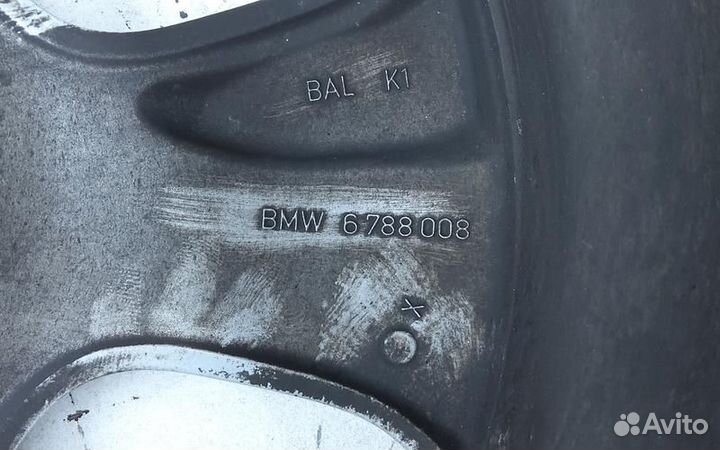 BAL K1
BMW 6 788 008
X
Avito